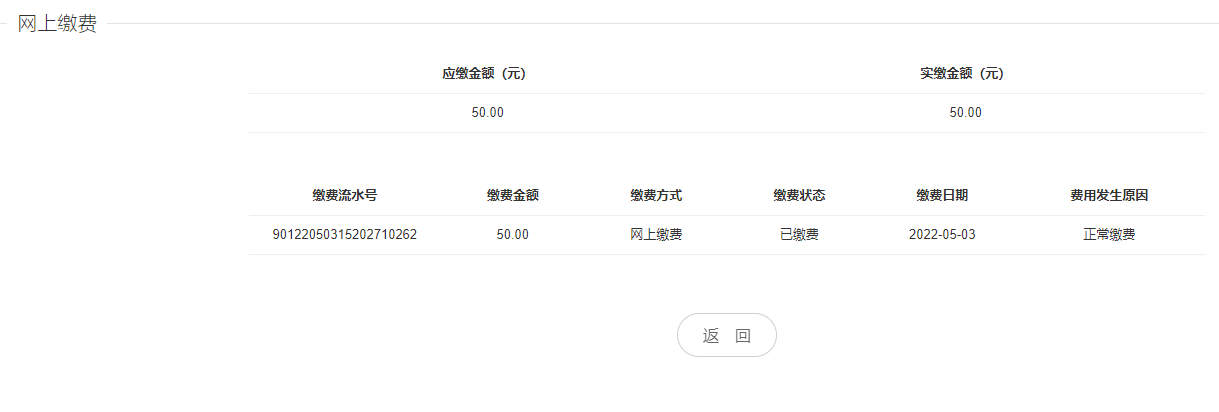 网上缴费
应缴金额（元） 实缴金额（元）
50.00 50.00
缴费流水号 缴费金额 缴费方式 缴费状态 缴费日期 费用发生原因
90122050315202710262 50.00 网上缴费 已缴费 2022-05-03 正常缴费
返 回